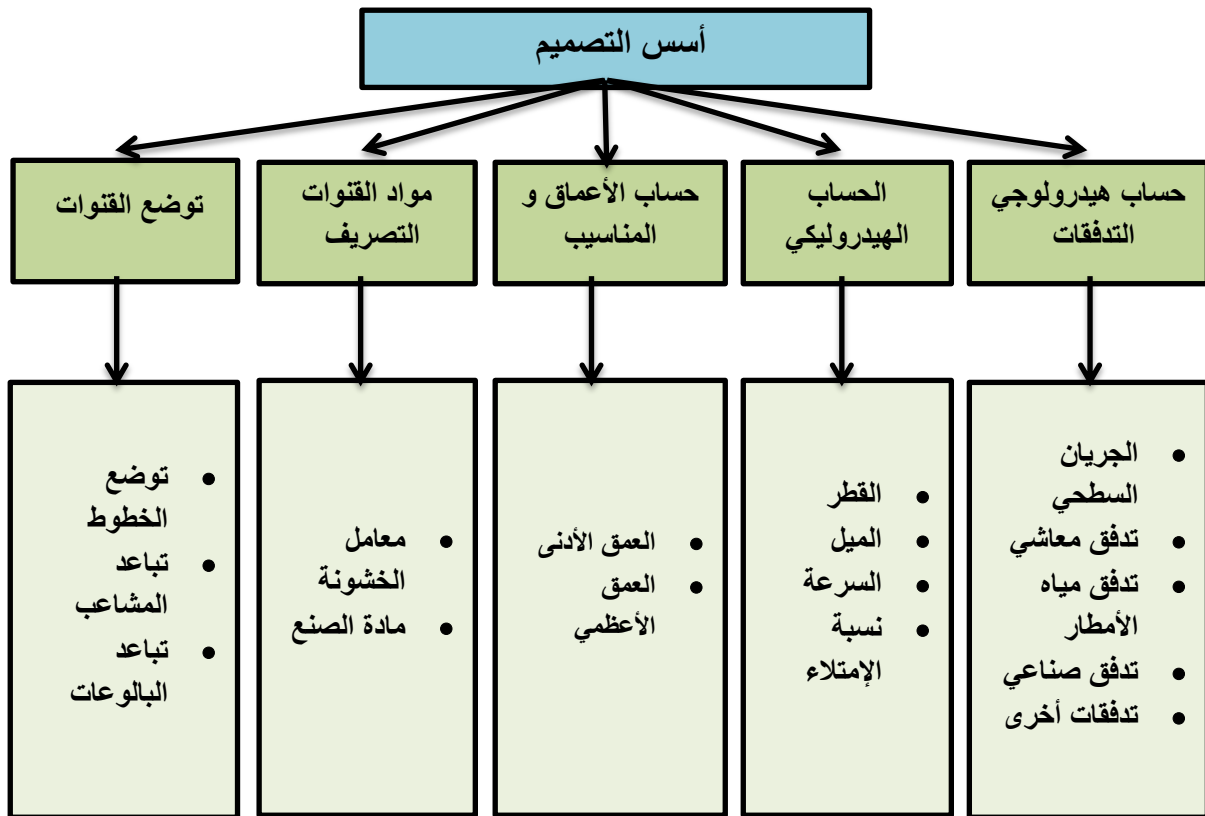 أسس التصميم
حساب هيدرولوجي
التدفقات
الحساب
الهيدروليكي
حساب الأعماق و
المناسيب
مواد القنوات
التصريف
توضع القنوات
• الجريان
السطحي
• تدفق معاشي
• تدفق مياه
الأمطار
• تدفق صناعي
• تدفقات أخرى
• القطر
• الميل
• السرعة
• نسبة
الإمتلاء
• العمق الأدنى
• العمق
الأعظمي
• معامل
الخشونة
• مادة الصنع
• توضع
الخطوط
• تباعد
المشاعب
• تباعد
البالوعات